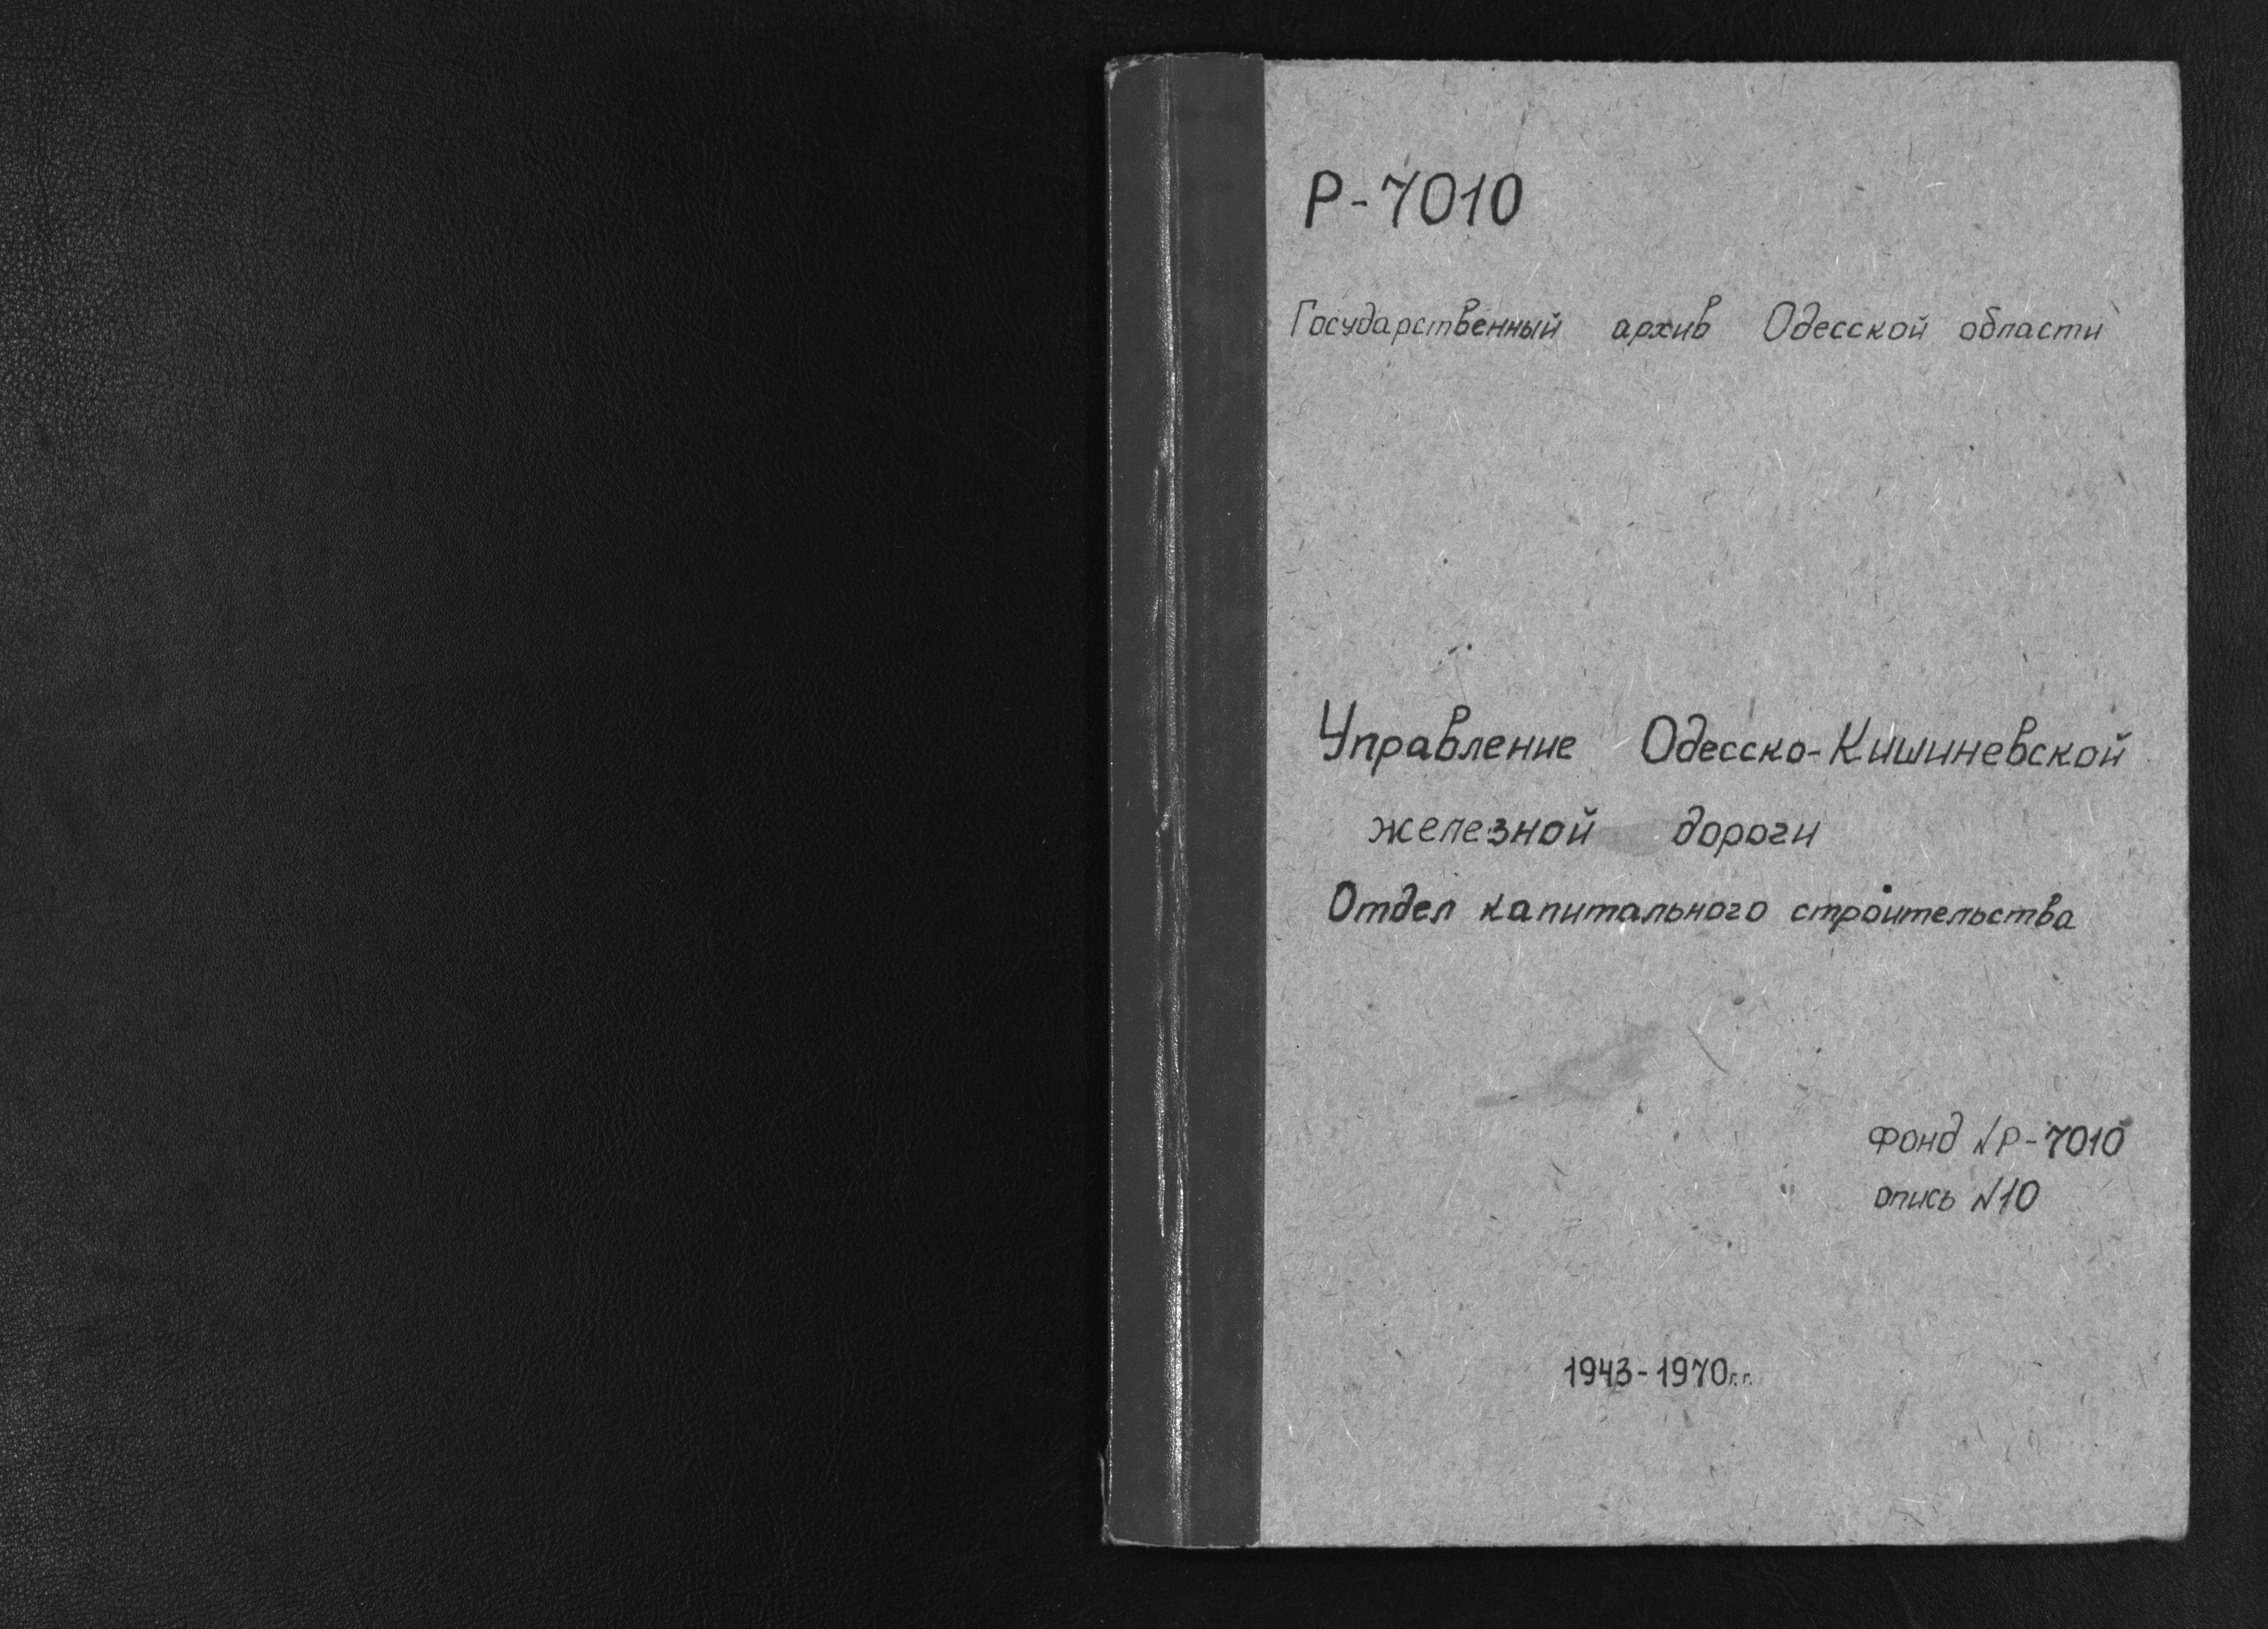 Р-7010
Государственный архив Одесской области
Управление Одесско-Кишиневской
железной дороги
Отдел капитального строительства
Фонд №Р-7010
опись №10
1943-1970г.г.